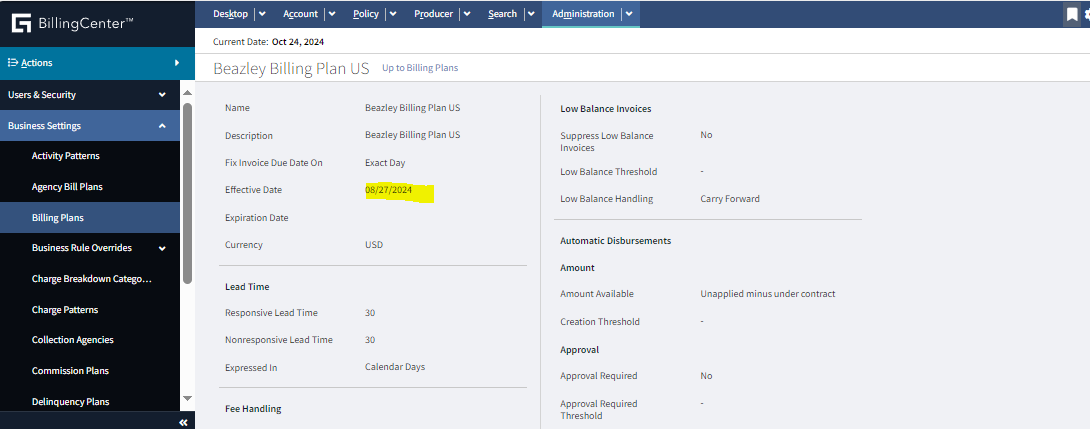 BillingCenter™
Desktop Account Policy Producer Search Administration
Actions
Users & Security
Business Settings
Activity Patterns
Agency Bill Plans
Billing Plans
Business Rule Overrides
Charge Breakdown Catego...
Charge Patterns
Collection Agencies
Commission Plans
Delinquency Plans
«
Current Date: Oct 24, 2024
Beazley Billing Plan US Up to Billing Plans
Name Beazley Billing Plan US
Description Beazley Billing Plan US
Fix Invoice Due Date On Exact Day
Effective Date 08/27/2024
Expiration Date
Currency USD
Lead Time
Responsive Lead Time 30
Nonresponsive Lead Time 30
Expressed In Calendar Days
Fee Handling
Low Balance Invoices
Suppress Low Balance No
Invoices
Low Balance Threshold -
Low Balance Handling Carry Forward
Automatic Disbursements
Amount
Amount Available Unapplied minus under contract
Creation Threshold -
Approval
Approval Required No
Approval Required -
Threshold